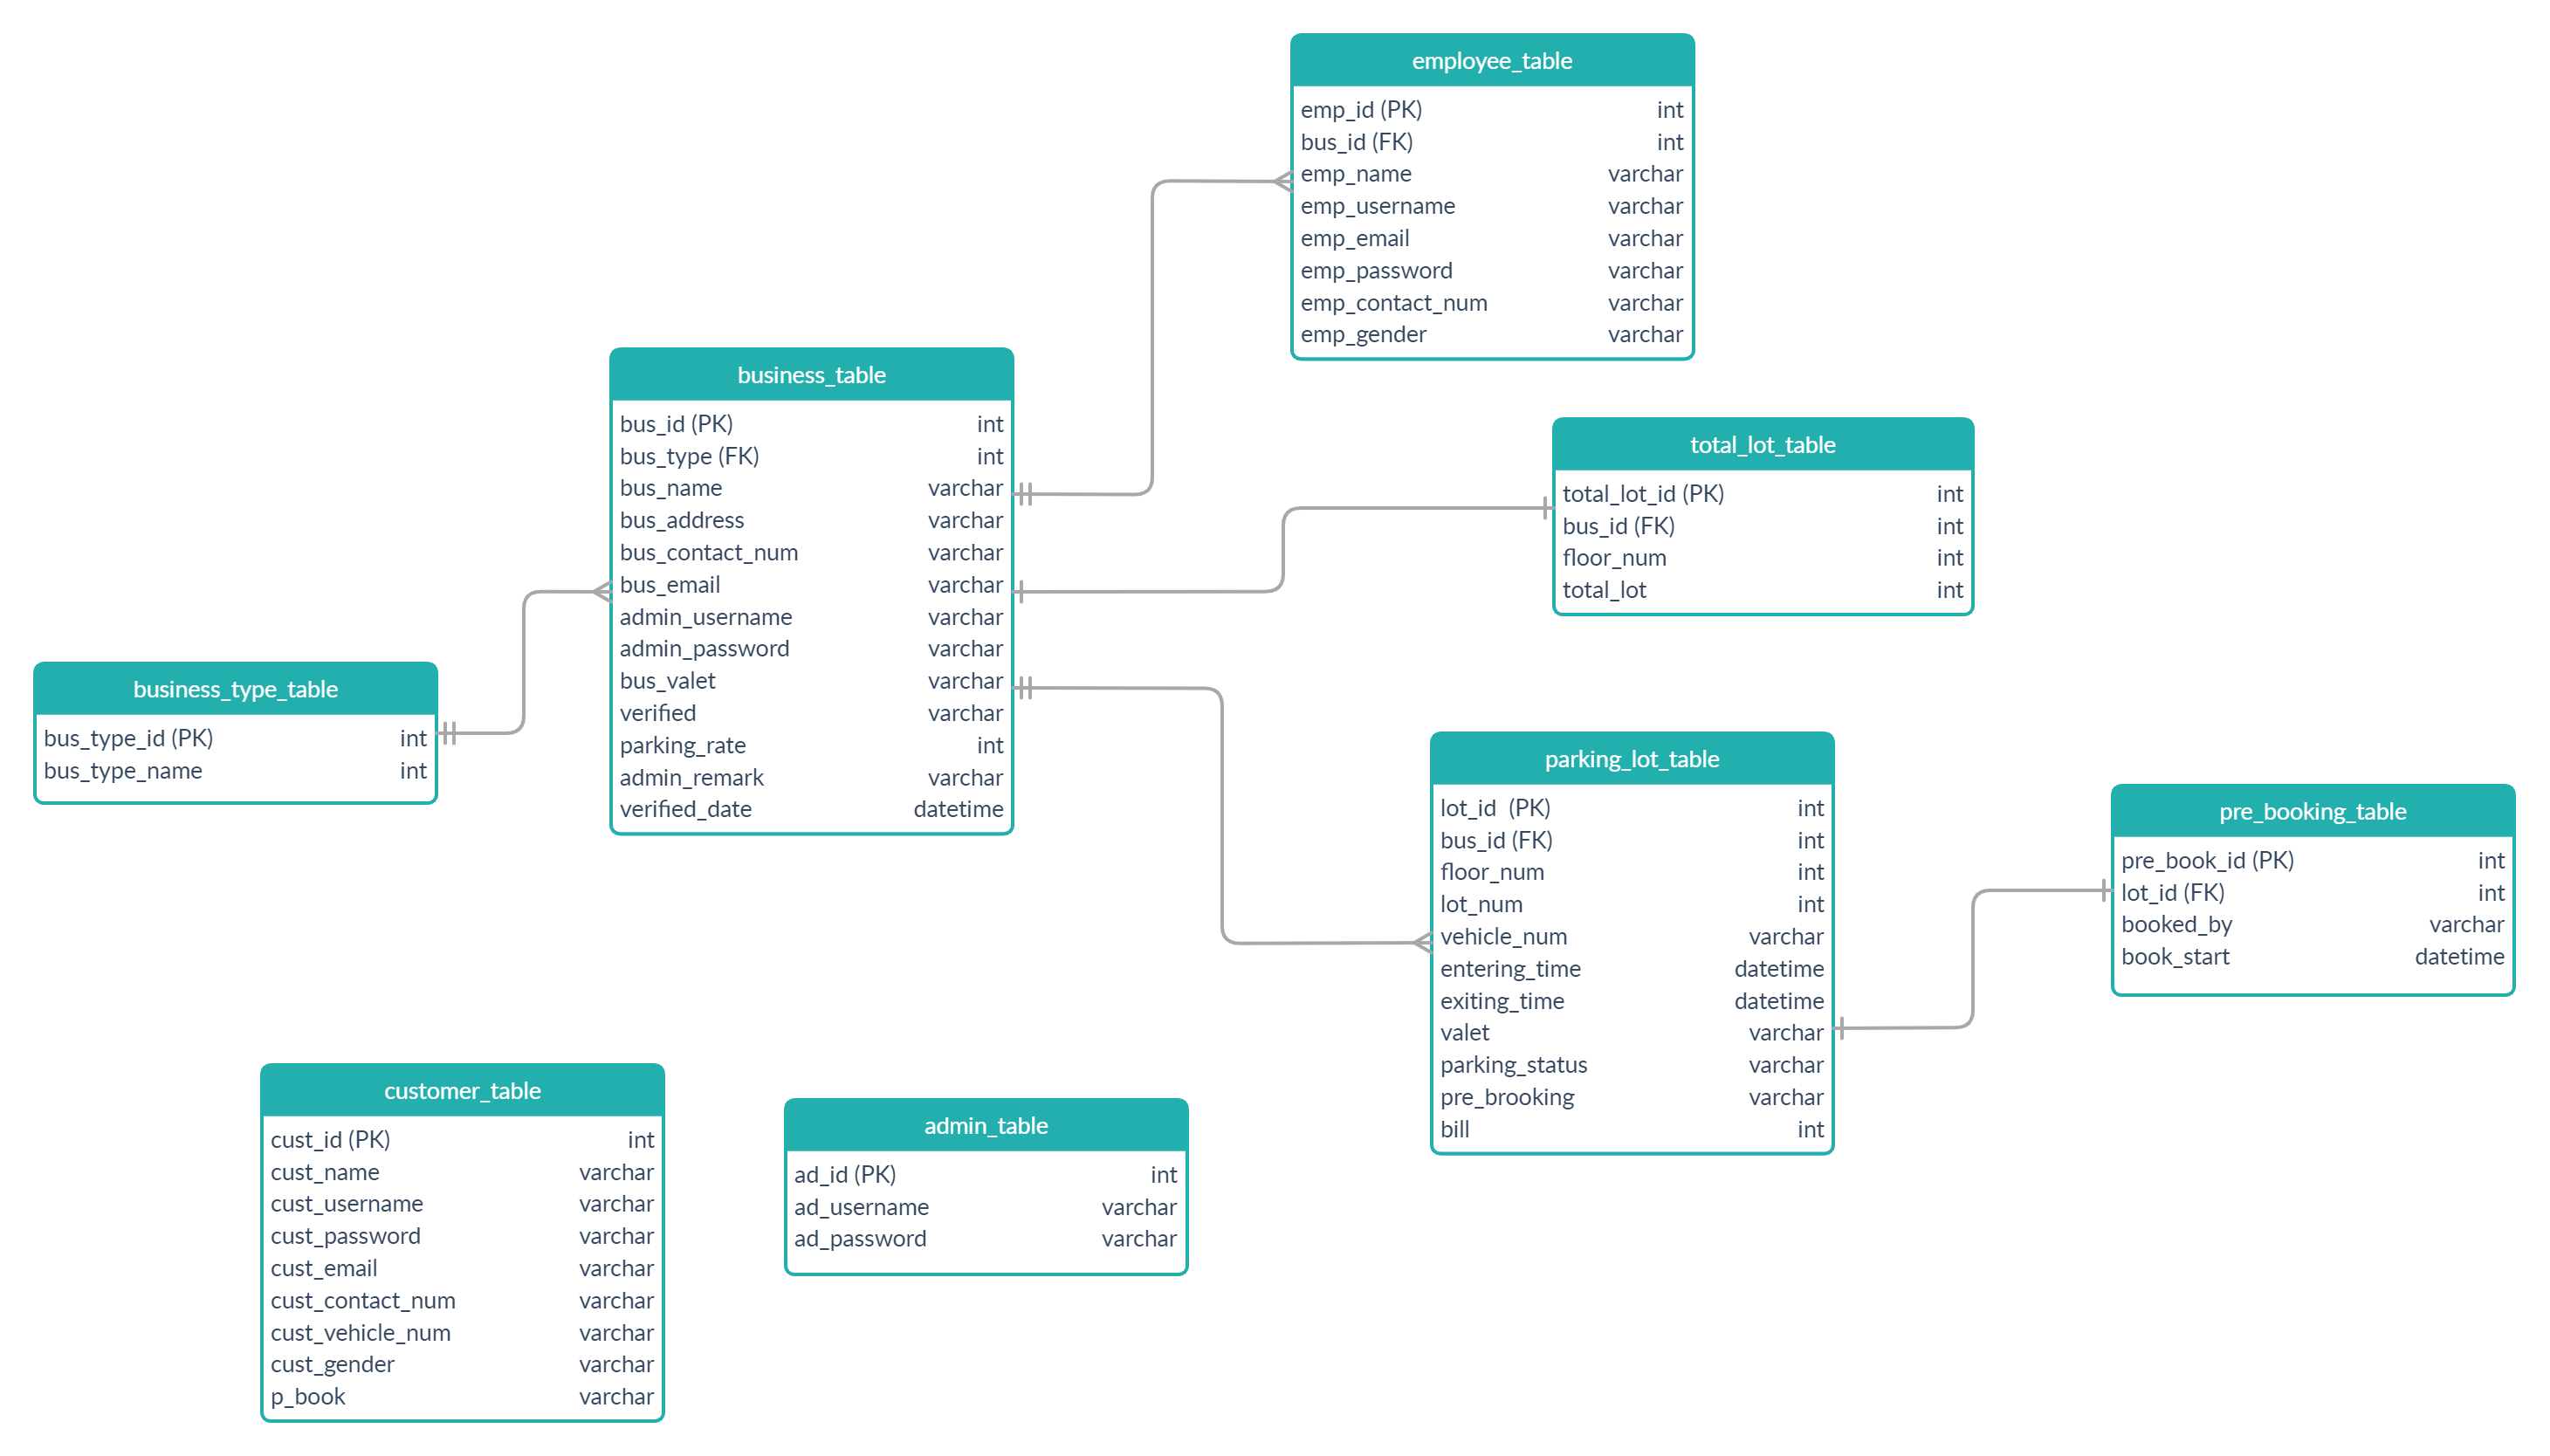 employee_table
emp_id (PK) int
bus_id (FK) int
emp_name varchar
emp_username varchar
emp_email varchar
emp_password varchar
emp_contact_num varchar
emp_gender varchar
business_table
bus_id (PK) int
bus_type (FK) int
bus_name varchar
bus_address varchar
bus_contact_num varchar
bus_email varchar
admin_username varchar
admin_password varchar
bus_valet varchar
verified varchar
parking_rate int
admin_remark varchar
verified_date datetime
total_lot_table
total_lot_id (PK) int
bus_id (FK) int
floor_num int
total_lot int
business_type_table
bus_type_id (PK) int
bus_type_name int
parking_lot_table
lot_id (PK) int
bus_id (FK) int
floor_num int
lot_num int
vehicle_num varchar
entering_time datetime
exiting_time datetime
valet varchar
parking_status varchar
pre_brooking varchar
bill int
pre_booking_table
pre_book_id (PK) int
lot_id (FK) int
booked_by varchar
book_start datetime
customer_table
cust_id (PK) int
cust_name varchar
cust_username varchar
cust_password varchar
cust_email varchar
cust_contact_num varchar
cust_vehicle_num varchar
cust_gender varchar
p_book varchar
admin_table
ad_id (PK) int
ad_username varchar
ad_password varchar